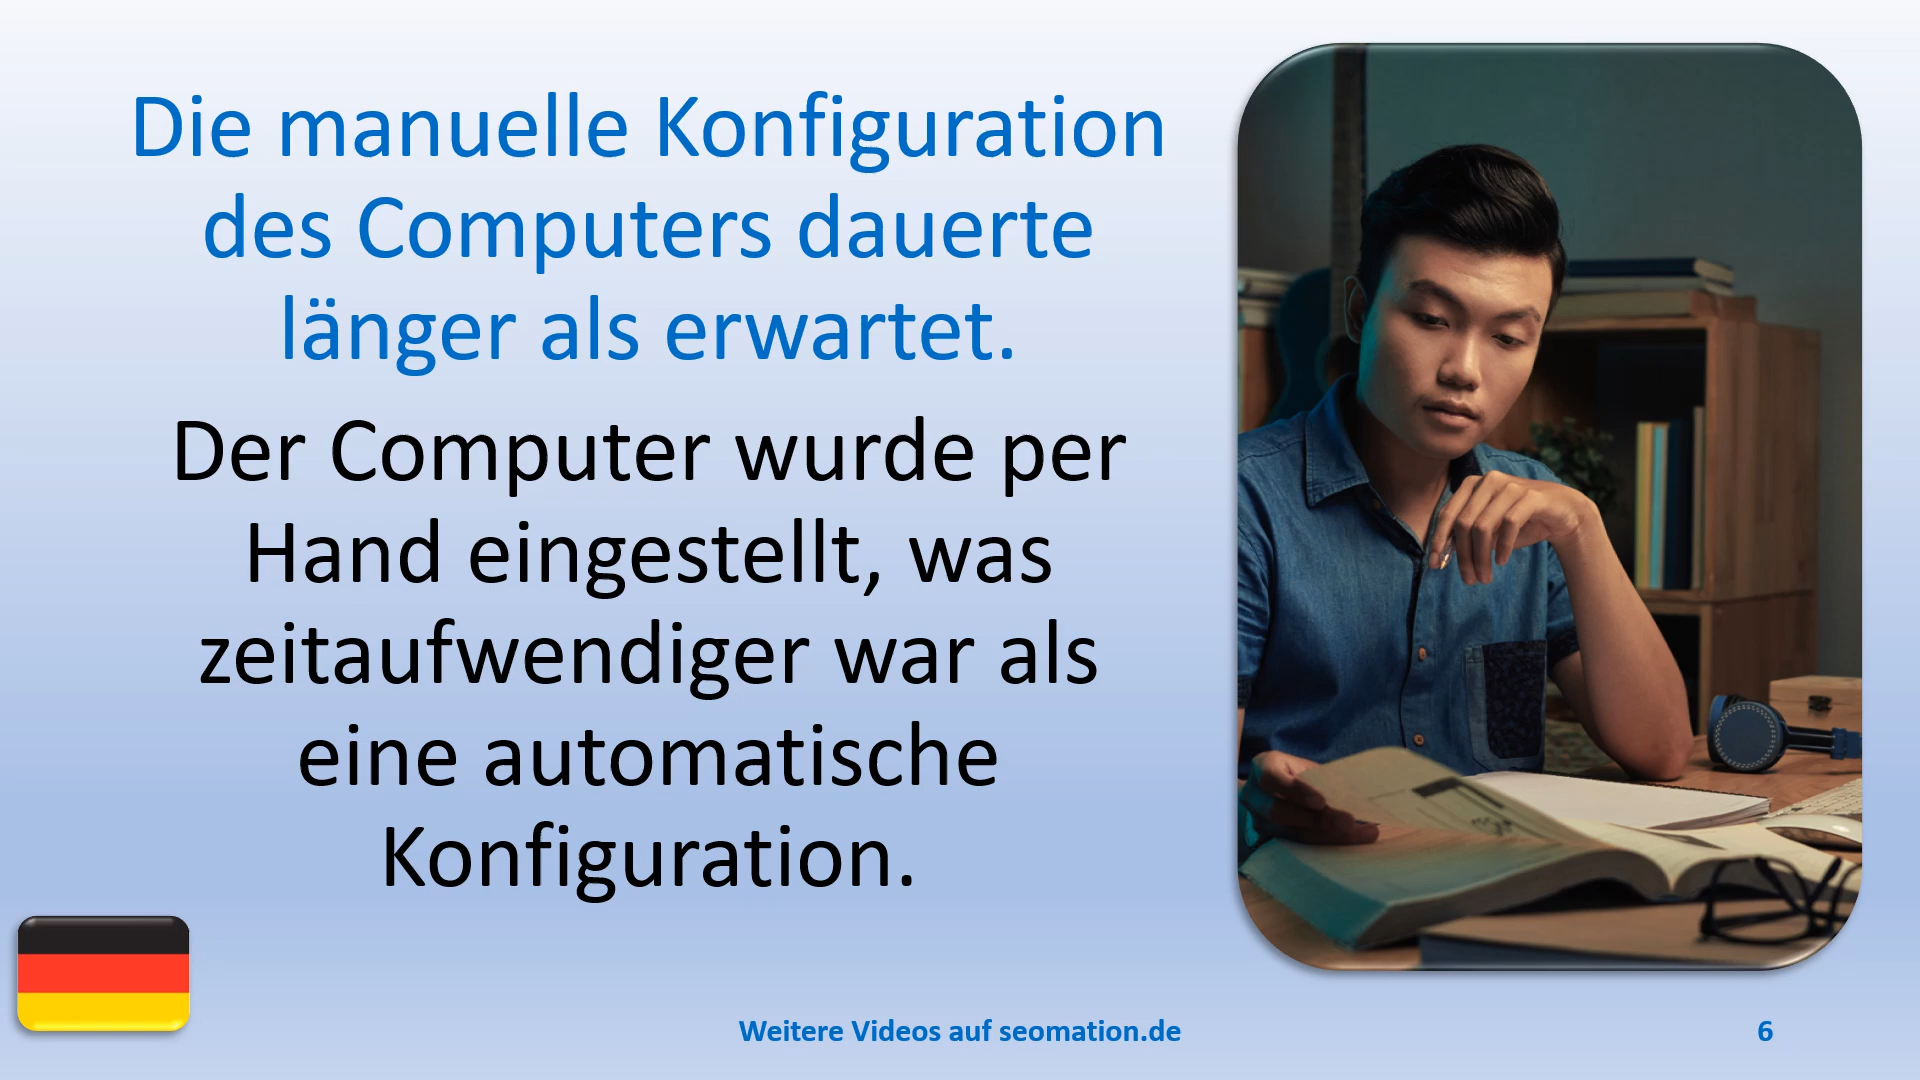 Die manuelle Konfiguration
des Computers dauerte
länger als erwartet.
Der Computer wurde per
Hand eingestellt, was
zeitaufwendiger war als
eine automatische
Konfiguration.
Weitere Videos auf seomation.de
6